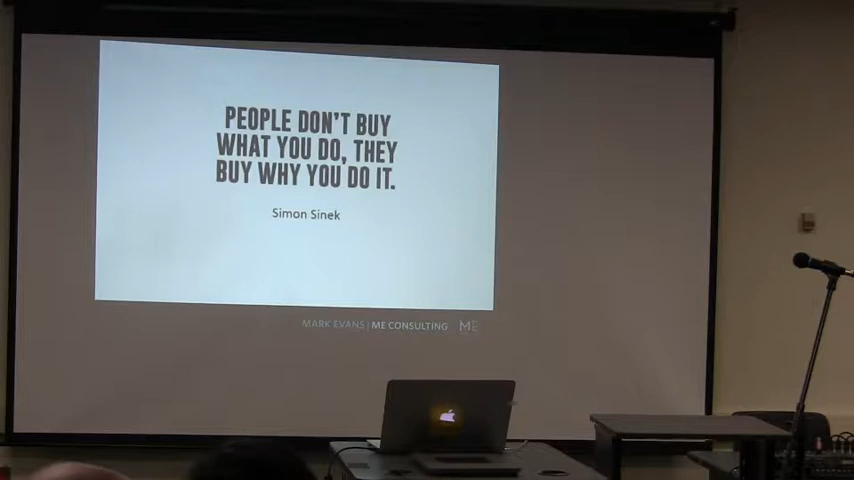 PEOPLE DON'T BUY
WHAT YOU DO, THEY
BUY WHY YOU DO IT.
Simon Sinek
MARK EVANS | ME CONSULTING ME